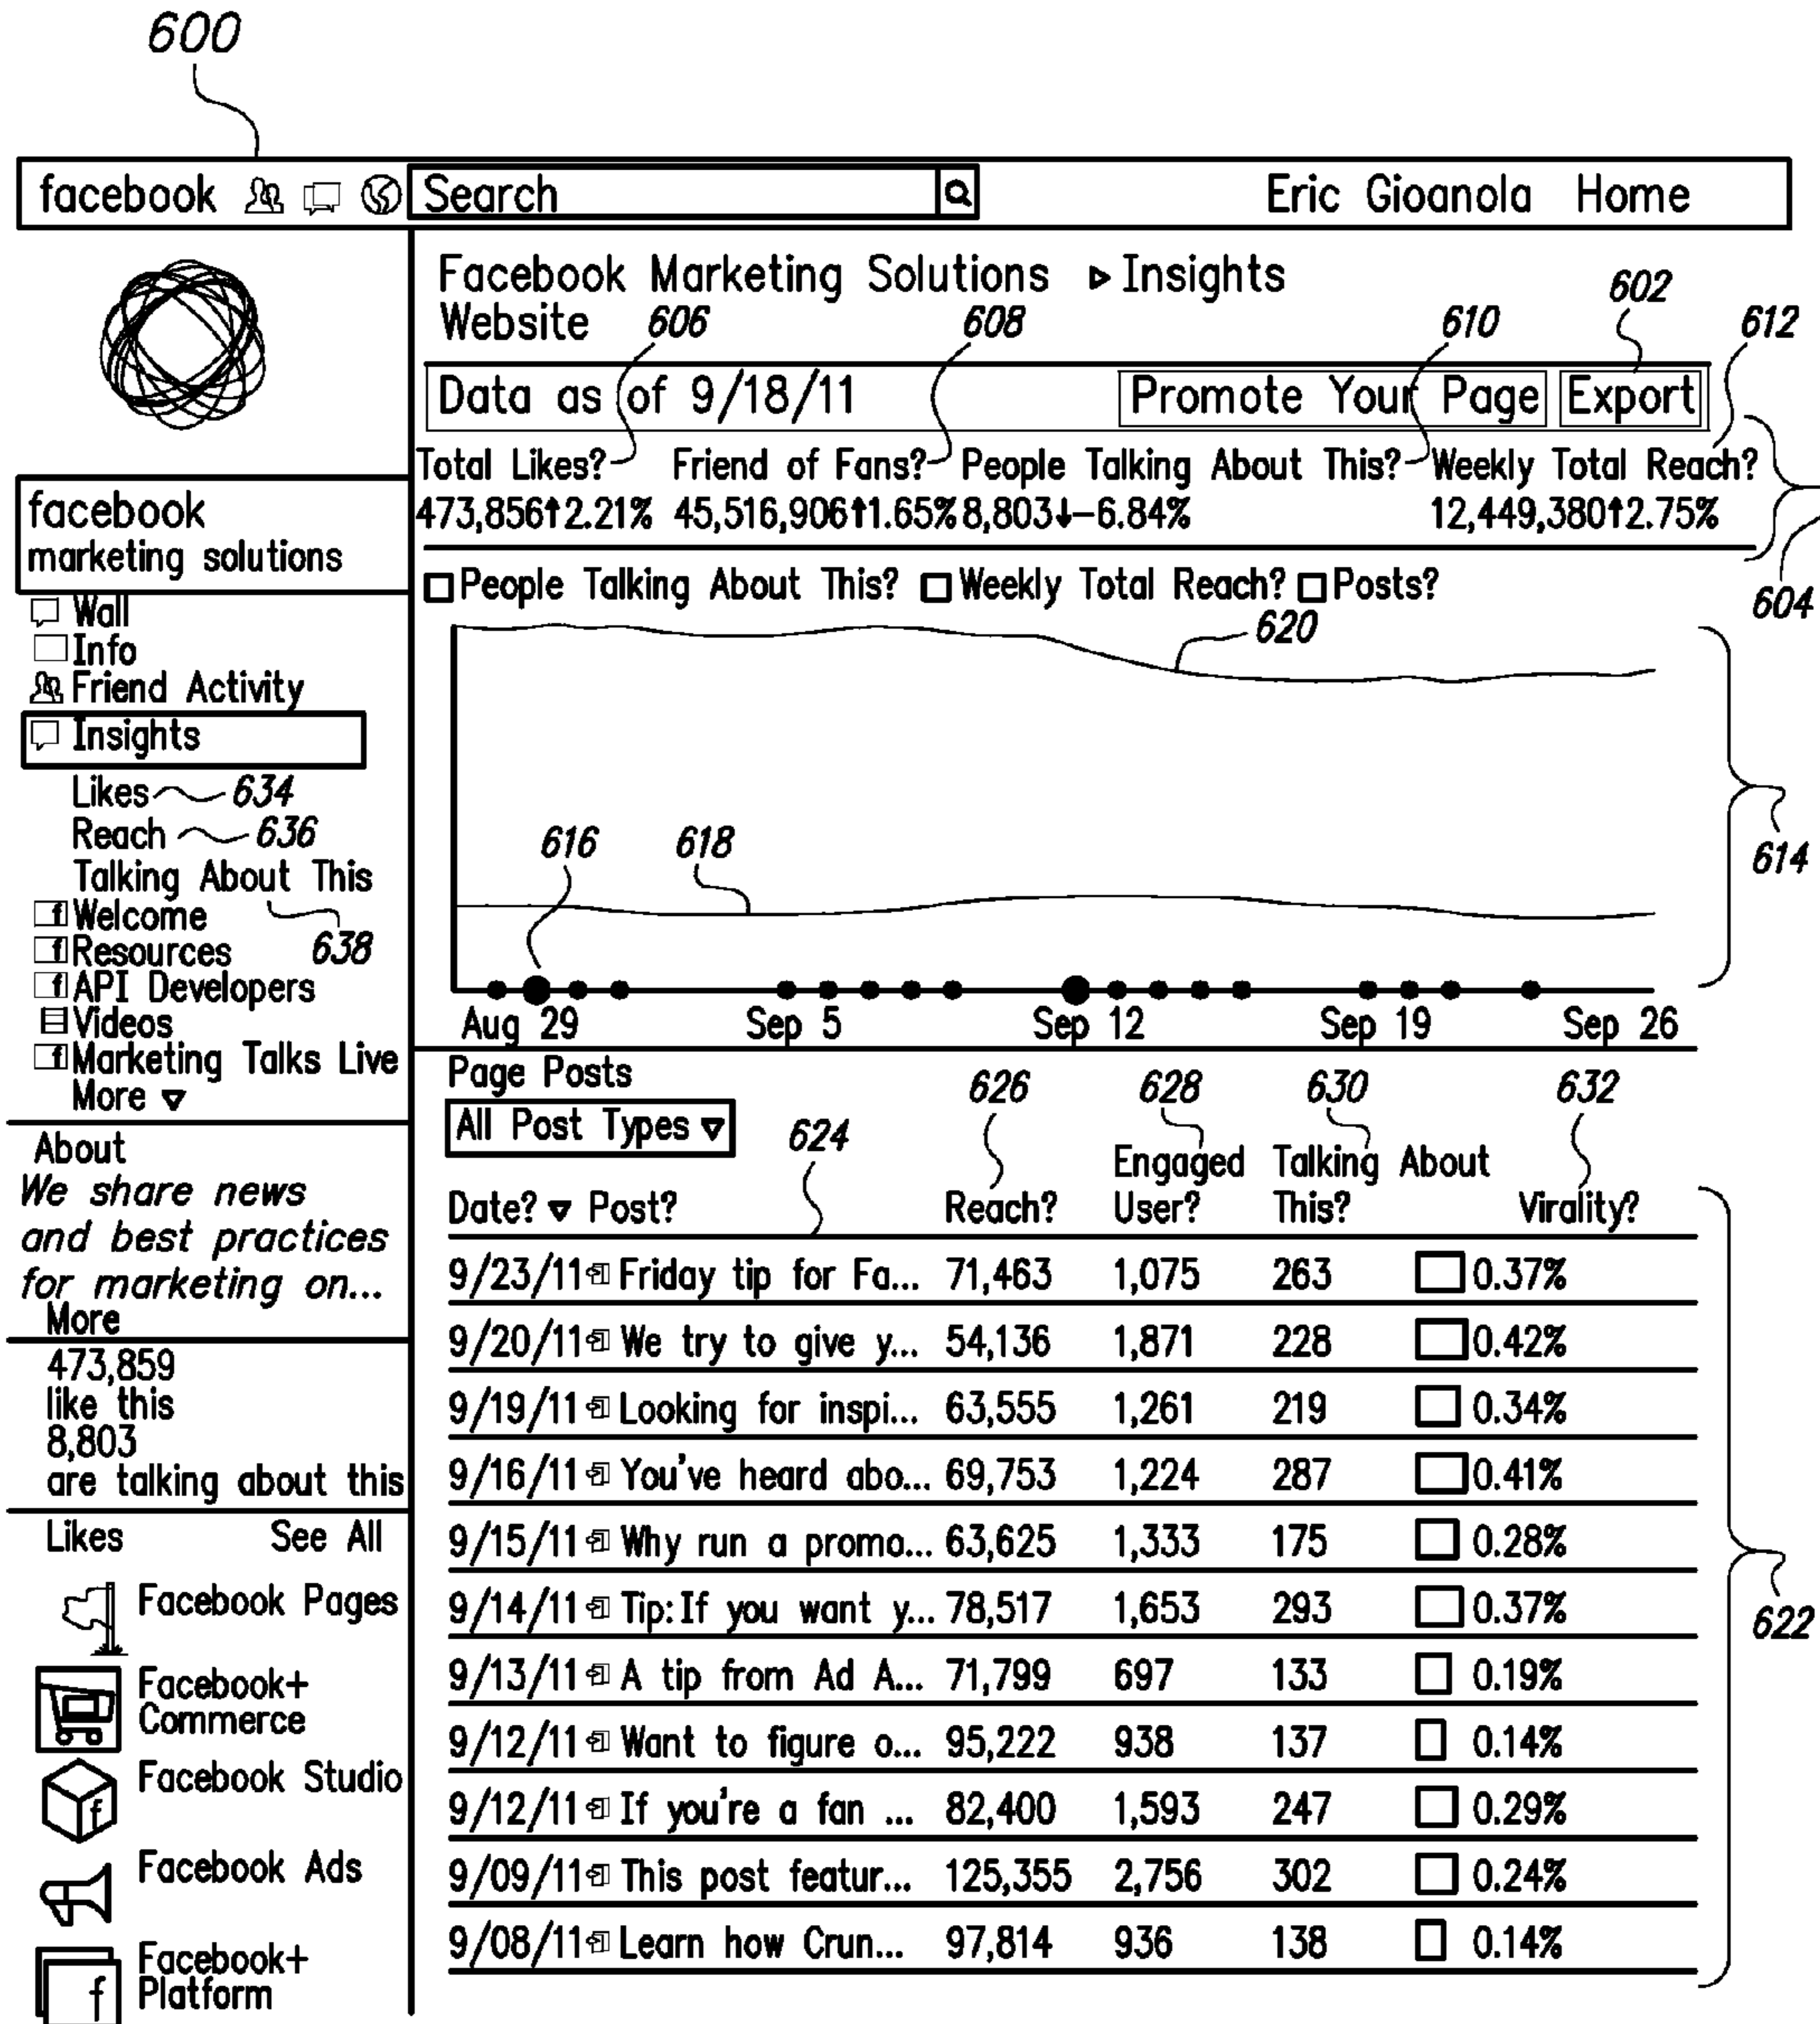 600
facebook Search Eric Gioanola Home
Facebook Marketing Solutions ▹ Insights
Website
606 608 610 602 612
Data as of 9/18/11 Promote Your Page Export
Total Likes? Friend of Fans? People Talking About This? Weekly Total Reach?
473,856↑2.21% 45,516,906↑1.65% 8,803↓-6.84% 12,449,380↑2.75%
604
People Talking About This? Weekly Total Reach? Posts?
620
616 618
614
Aug 29 Sep 5 Sep 12 Sep 19 Sep 26
facebook
marketing solutions
Wall
Info
Friend Activity
Insights
Likes 634
Reach 636
Talking About This
638
Welcome
Resources
API Developers
Videos
Marketing Talks Live
More ▿
About
We share news
and best practices
for marketing on...
More
473,859
like this
8,803
are talking about this
Likes See All
Facebook Pages
Facebook+
Commerce
f
Facebook Studio
Facebook Ads
f
Facebook+
Platform
Page Posts
All Post Types ▿
624 626 628 630 632
Engaged Talking About
Date? ▿ Post? Reach? User? This? Virality?
9/23/11 Friday tip for Fa... 71,463 1,075 263 0.37%
9/20/11 We try to give y... 54,136 1,871 228 0.42%
9/19/11 Looking for inspi... 63,555 1,261 219 0.34%
9/16/11 You've heard abo... 69,753 1,224 287 0.41%
9/15/11 Why run a promo... 63,625 1,333 175 0.28%
9/14/11 Tip:If you want y... 78,517 1,653 293 0.37%
9/13/11 A tip from Ad A... 71,799 697 133 0.19%
9/12/11 Want to figure o... 95,222 938 137 0.14%
9/12/11 If you're a fan ... 82,400 1,593 247 0.29%
9/09/11 This post featur... 125,355 2,756 302 0.24%
9/08/11 Learn how Crun... 97,814 936 138 0.14%
622